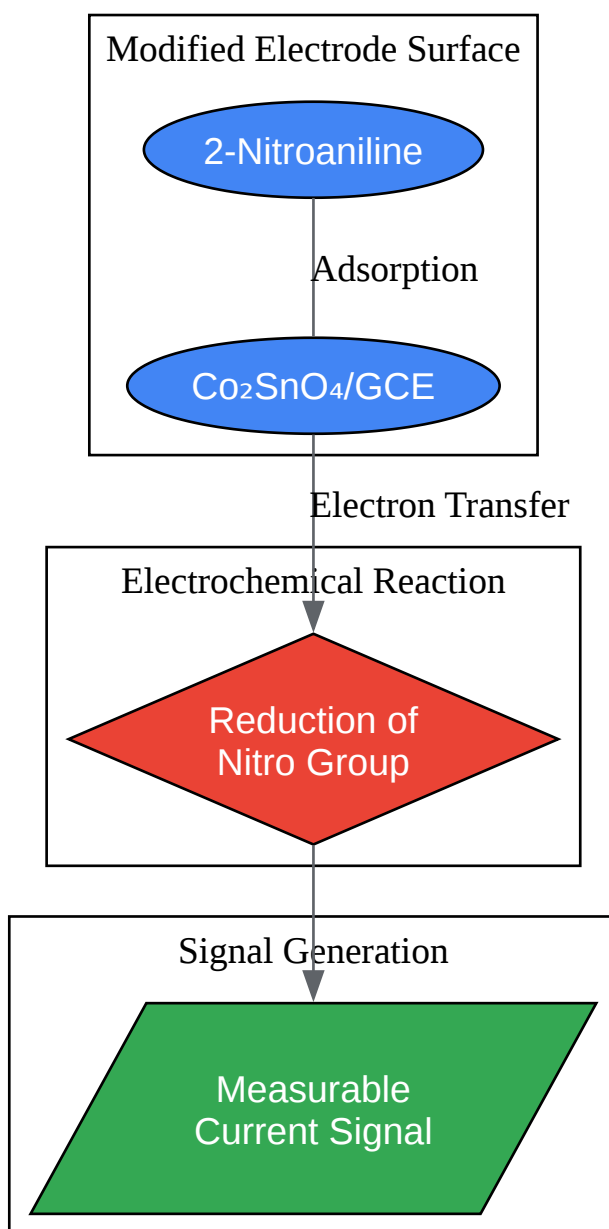 Modified Electrode Surface
2-Nitroaniline
Adsorption
Co₂SnO₄/GCE
Electron Transfer
Electrochemical Reaction
Reduction of
Nitro Group
Signal Generation
Measurable
Current Signal